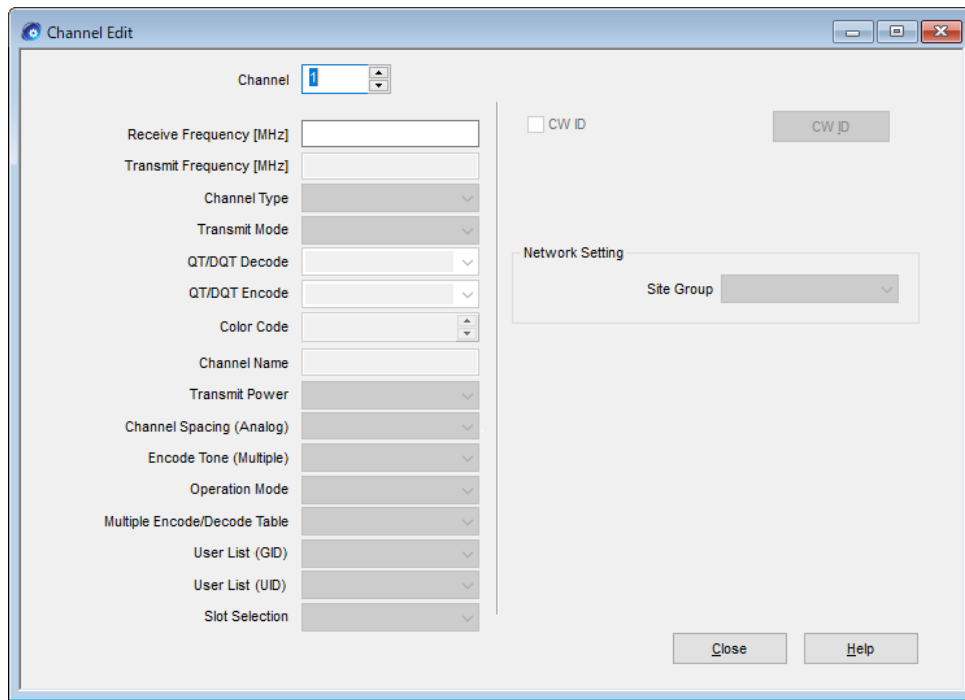 Channel Edit
Channel 1
Receive Frequency [MHz]
Transmit Frequency [MHz]
Channel Type
Transmit Mode
QT/DQT Decode
QT/DQT Encode
Color Code
Channel Name
Transmit Power
Channel Spacing (Analog)
Encode Tone (Multiple)
Operation Mode
Multiple Encode/Decode Table
User List (GID)
User List (UID)
Slot Selection
CW ID
CW ID
Network Setting
Site Group
Close
Help